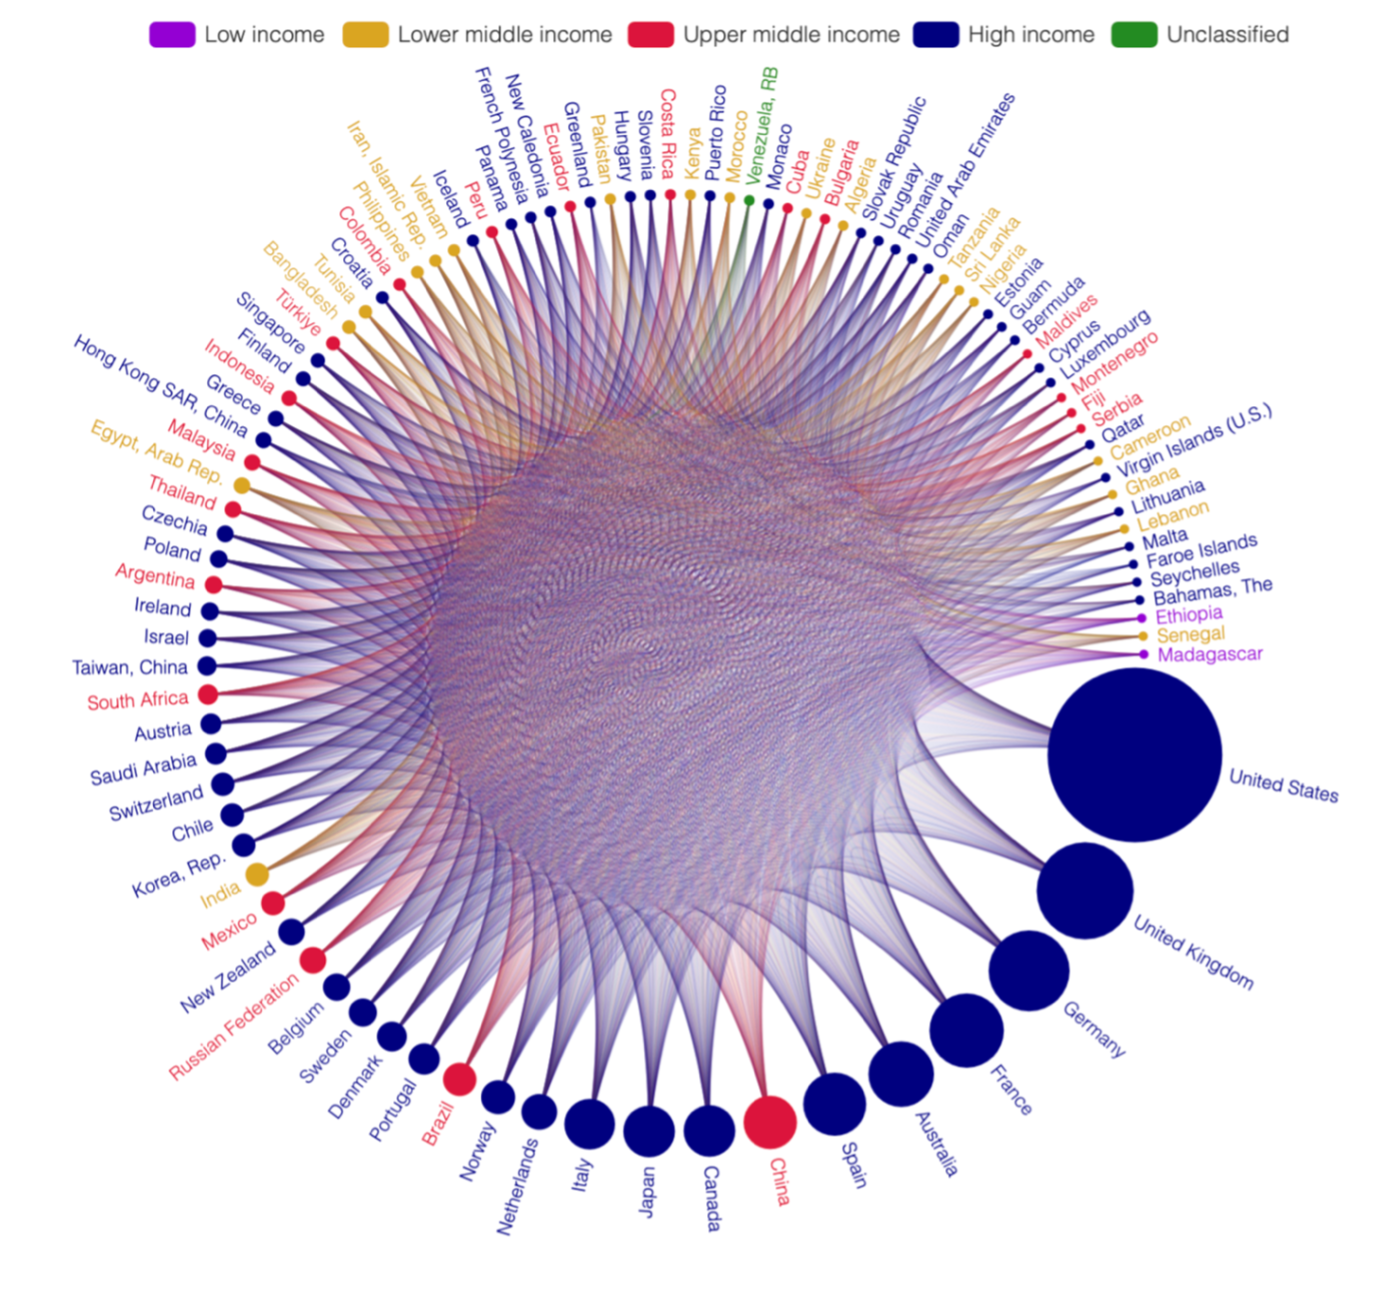 Low income
Lower middle income
Upper middle income
High income
Unclassified
United States
United Kingdom
Germany
France
Australia
Spain
China
Canada
Japan
Italy
Netherlands
Norway
Brazil
Portugal
Denmark
Sweden
Belgium
Russian Federation
New Zealand
Mexico
India
Korea, Rep.
Chile
Switzerland
Saudi Arabia
Austria
South Africa
Taiwan, China
Israel
Ireland
Argentina
Poland
Czechia
Thailand
Egypt, Arab Rep.
Malaysia
Hong Kong SAR, China
Greece
Indonesia
Finland
Singapore
Türkiye
Bangladesh
Tunisia
Croatia
Colombia
Philippines
Iran, Islamic Rep.
Vietnam
Iceland
Peru
Panama
French Polynesia
New Caledonia
Ecuador
Greenland
Pakistan
Hungary
Slovenia
Costa Rica
Kenya
Puerto Rico
Morocco
Venezuela, RB
Monaco
Cuba
Ukraine
Bulgaria
Algeria
Slovak Republic
Uruguay
Romania
United Arab Emirates
Oman
Tanzania
Sri Lanka
Nigeria
Estonia
Guam
Bermuda
Maldives
Cyprus
Luxembourg
Montenegro
Fiji
Serbia
Qatar
Cameroon
Virgin Islands (U.S.)
Ghana
Lithuania
Lebanon
Malta
Faroe Islands
Seychelles
Bahamas, The
Ethiopia
Senegal
Madagascar